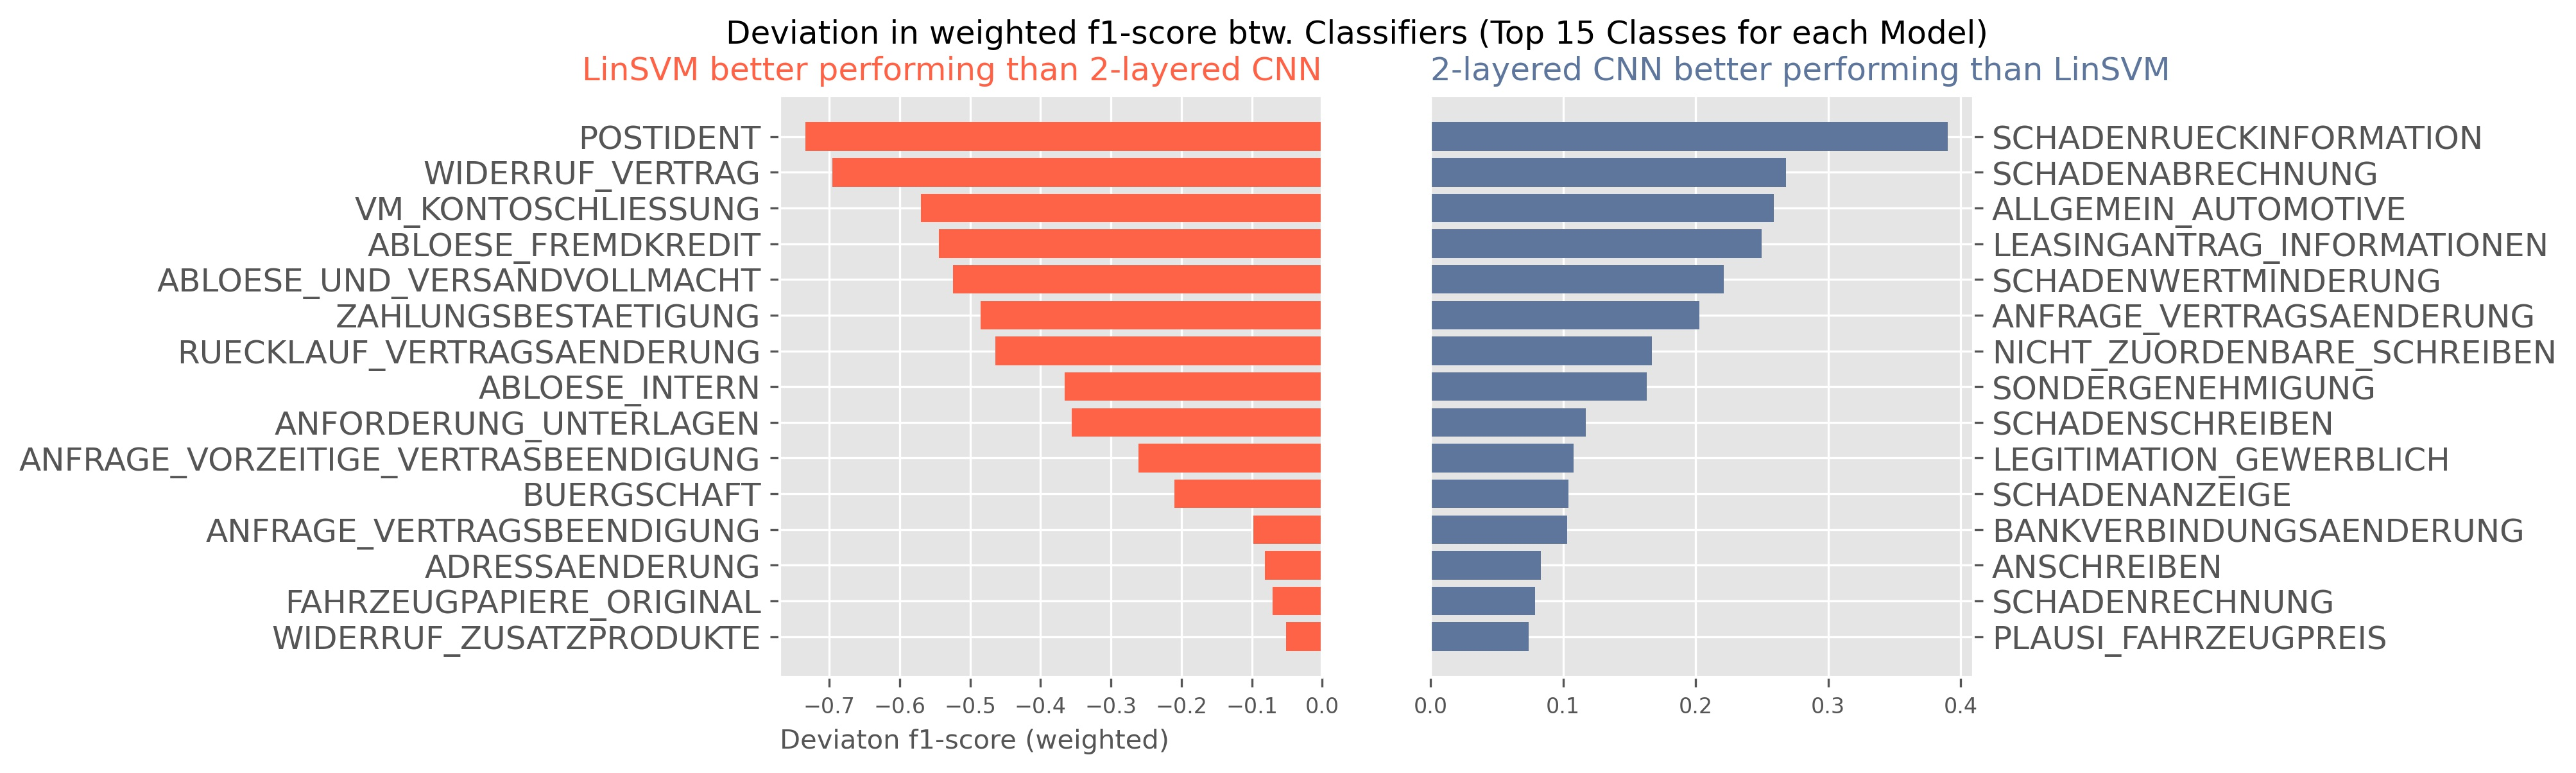 Deviation in weighted f1-score btw. Classifiers (Top 15 Classes for each Model)
LinSVM better performing than 2-layered CNN
POSTIDENT
WIDERRUF_VERTRAG
VM_KONTOSCHLIESSUNG
ABLOESE_FREMDKREDIT
ABLOESE_UND_VERSANDVOLLMACHT
ZAHLUNGSBESTAETIGUNG
RUECKLAUF_VERTRAGSAENDERUNG
ABLOESE_INTERN
ANFORDERUNG_UNTERLAGEN
ANFRAGE_VORZEITIGE_VERTRASBEENDIGUNG
BUERGSCHAFT
ANFRAGE_VERTRAGSBEENDIGUNG
ADRESSAENDERUNG
FAHRZEUGPAPIERE_ORIGINAL
WIDERRUF_ZUSATZPRODUKTE
−0.7 −0.6 −0.5 −0.4 −0.3 −0.2 −0.1 0.0
Deviaton f1-score (weighted)
2-layered CNN better performing than LinSVM
SCHADENRUECKINFORMATION
SCHADENABRECHNUNG
ALLGEMEIN_AUTOMOTIVE
LEASINGANTRAG_INFORMATIONEN
SCHADENWERTMINDERUNG
ANFRAGE_VERTRAGSAENDERUNG
NICHT_ZUORDENBARE_SCHREIBEN
SONDERGENEHMIGUNG
SCHADENSCHREIBEN
LEGITIMATION_GEWERBLICH
SCHADENANZEIGE
BANKVERBINDUNGSAENDERUNG
ANSCHREIBEN
SCHADENRECHNUNG
PLAUSI_FAHRZEUGPREIS
0.0 0.1 0.2 0.3 0.4